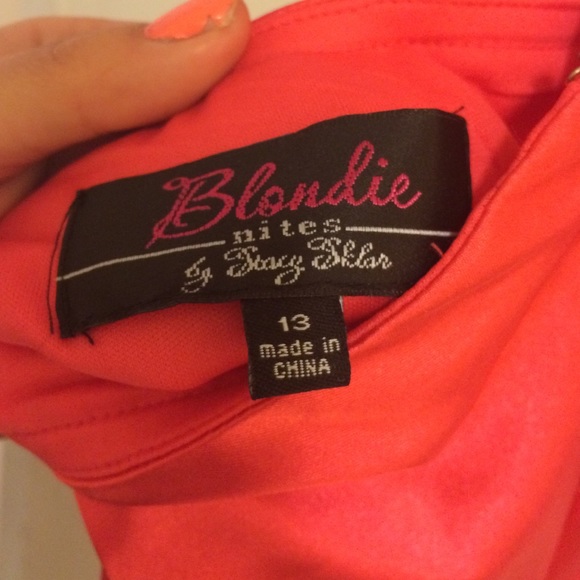 Blondie
nites
by Stacy Sklar
13
made in
CHINA